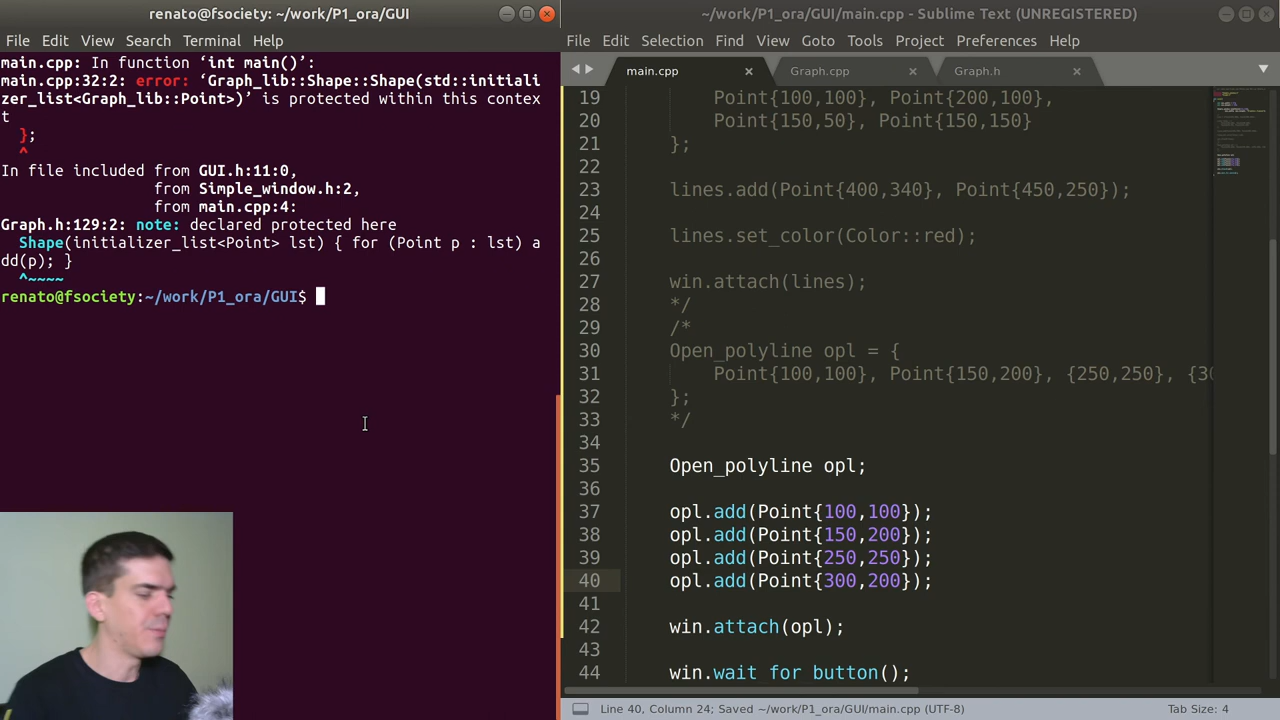 renato@fsociety: ~/work/P1_ora/GUI
File Edit View Search Terminal Help
main.cpp: In function ‘int main()’:
main.cpp:32:2: error: ‘Graph_lib::Shape::Shape(std::initiali
zer_list<Graph_lib::Point>)’ is protected within this contex
t
};
^
In file included from GUI.h:11:0,
from Simple_window.h:2,
from main.cpp:4:
Graph.h:129:2: note: declared protected here
Shape(initializer_list<Point> lst) { for (Point p : lst) a
dd(p); }
^~~~~
renato@fsociety:~/work/P1_ora/GUI$
~/work/P1_ora/GUI/main.cpp - Sublime Text (UNREGISTERED)
File Edit Selection Find View Goto Tools Project Preferences Help
main.cpp Graph.cpp Graph.h
19 Point{100,100}, Point{200,100},
20 Point{150,50}, Point{150,150}
21 };
22
23 lines.add(Point{400,340}, Point{450,250});
24
25 lines.set_color(Color::red);
26
27 win.attach(lines);
28 */
29 /*
30 Open_polyline opl = {
31 Point{100,100}, Point{150,200}, {250,250}, {30
32 };
33 */
34
35 Open_polyline opl;
36
37 opl.add(Point{100,100});
38 opl.add(Point{150,200});
39 opl.add(Point{250,250});
40 opl.add(Point{300,200});
41
42 win.attach(opl);
43
44 win.wait_for_button();
Line 40, Column 24; Saved ~/work/P1_ora/GUI/main.cpp (UTF-8) Tab Size: 4